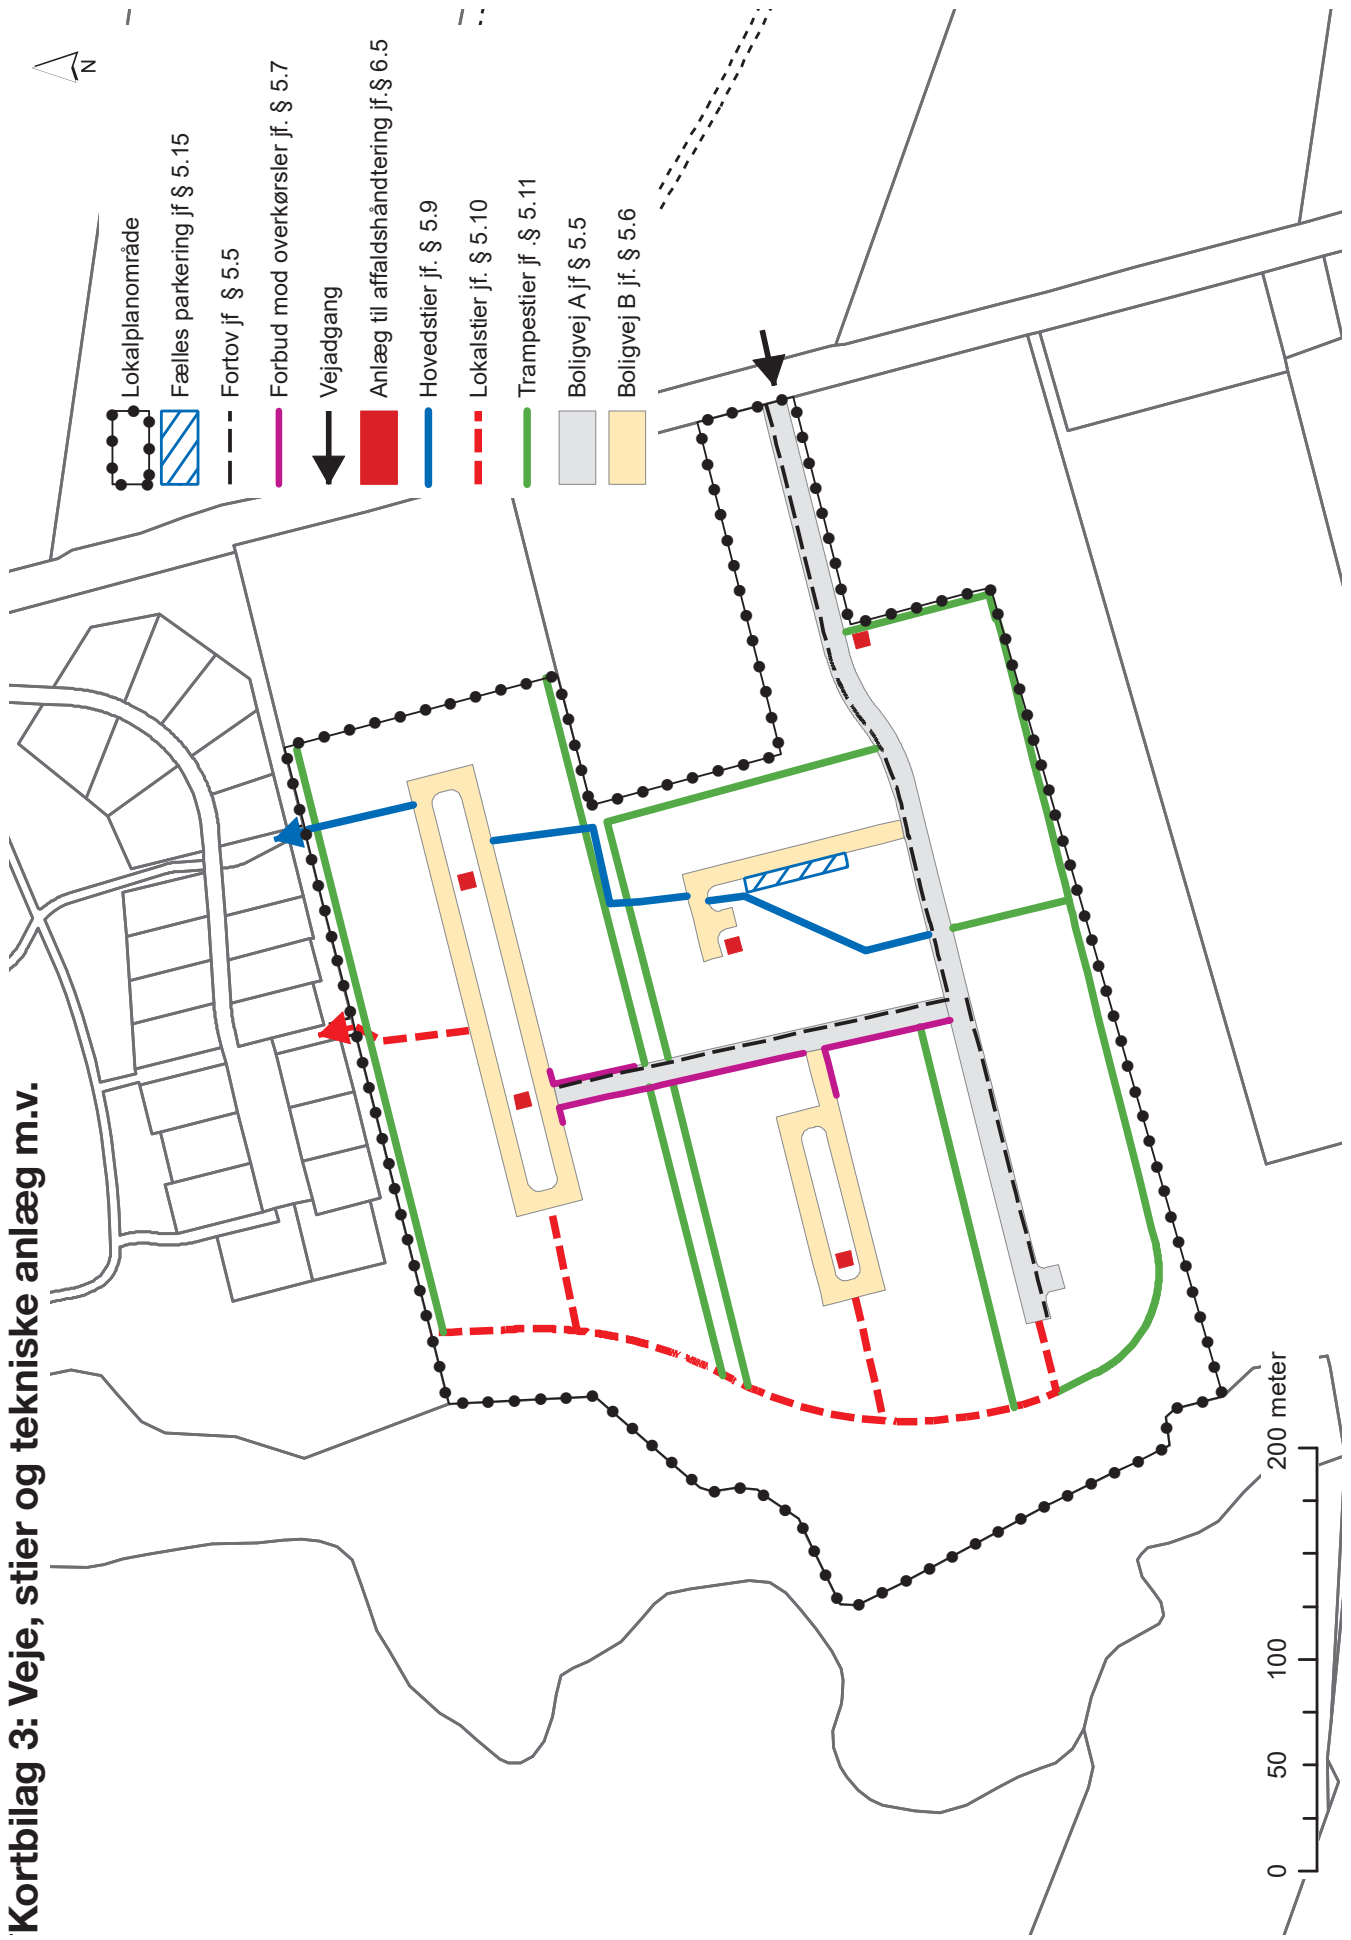 Kortbilag 3: Veje, stier og tekniske anlæg m.v.
N
Lokalplanområde
Fælles parkering jf § 5.15
Fortov jf § 5.5
Forbud mod overkørsler jf. § 5.7
Vejadgang
Anlæg til affaldshåndtering jf.§ 6.5
Hovedstier jf. § 5.9
Lokalstier jf. § 5.10
Trampestier jf .§ 5.11
Boligvej A jf § 5.5
Boligvej B jf. § 5.6
0 50 100 200 meter